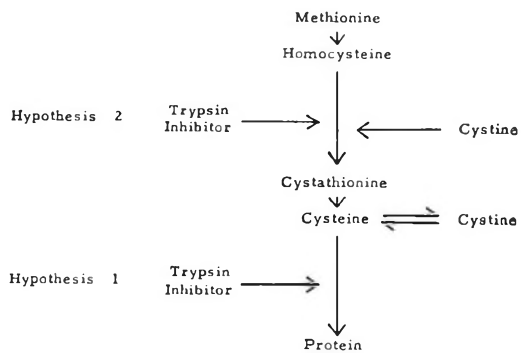 Methionine
Homocysteine
Hypothesis 2
Trypsin
Inhibitor
Cystine
Cystathionine
Cysteine
Cystine
Hypothesis 1
Trypsin
Inhibitor
Protein